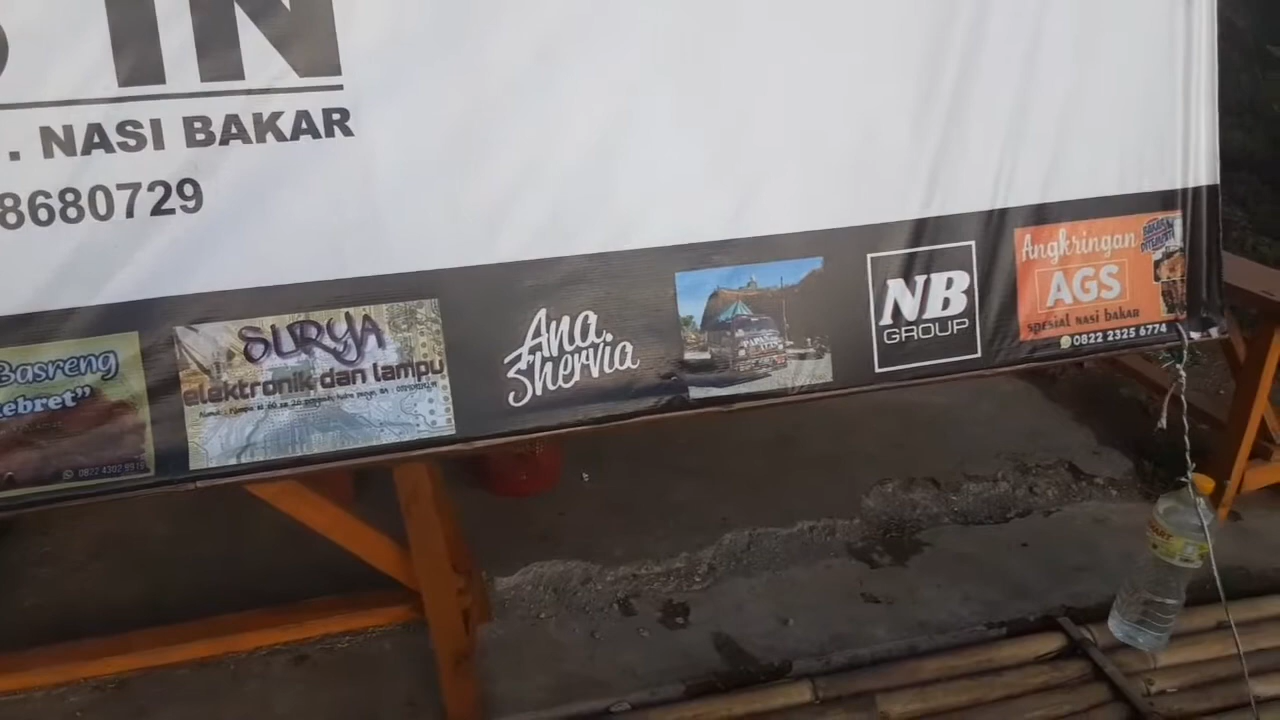 IN
. NASI BAKAR
8680729
Basreng
ebret"
0822 4302 9919
SURYA
elektronik dan lampu
Ana
Shervia
NB
GROUP
Angkringan
AGS
spesial nasi bakar
0822 2325 6774